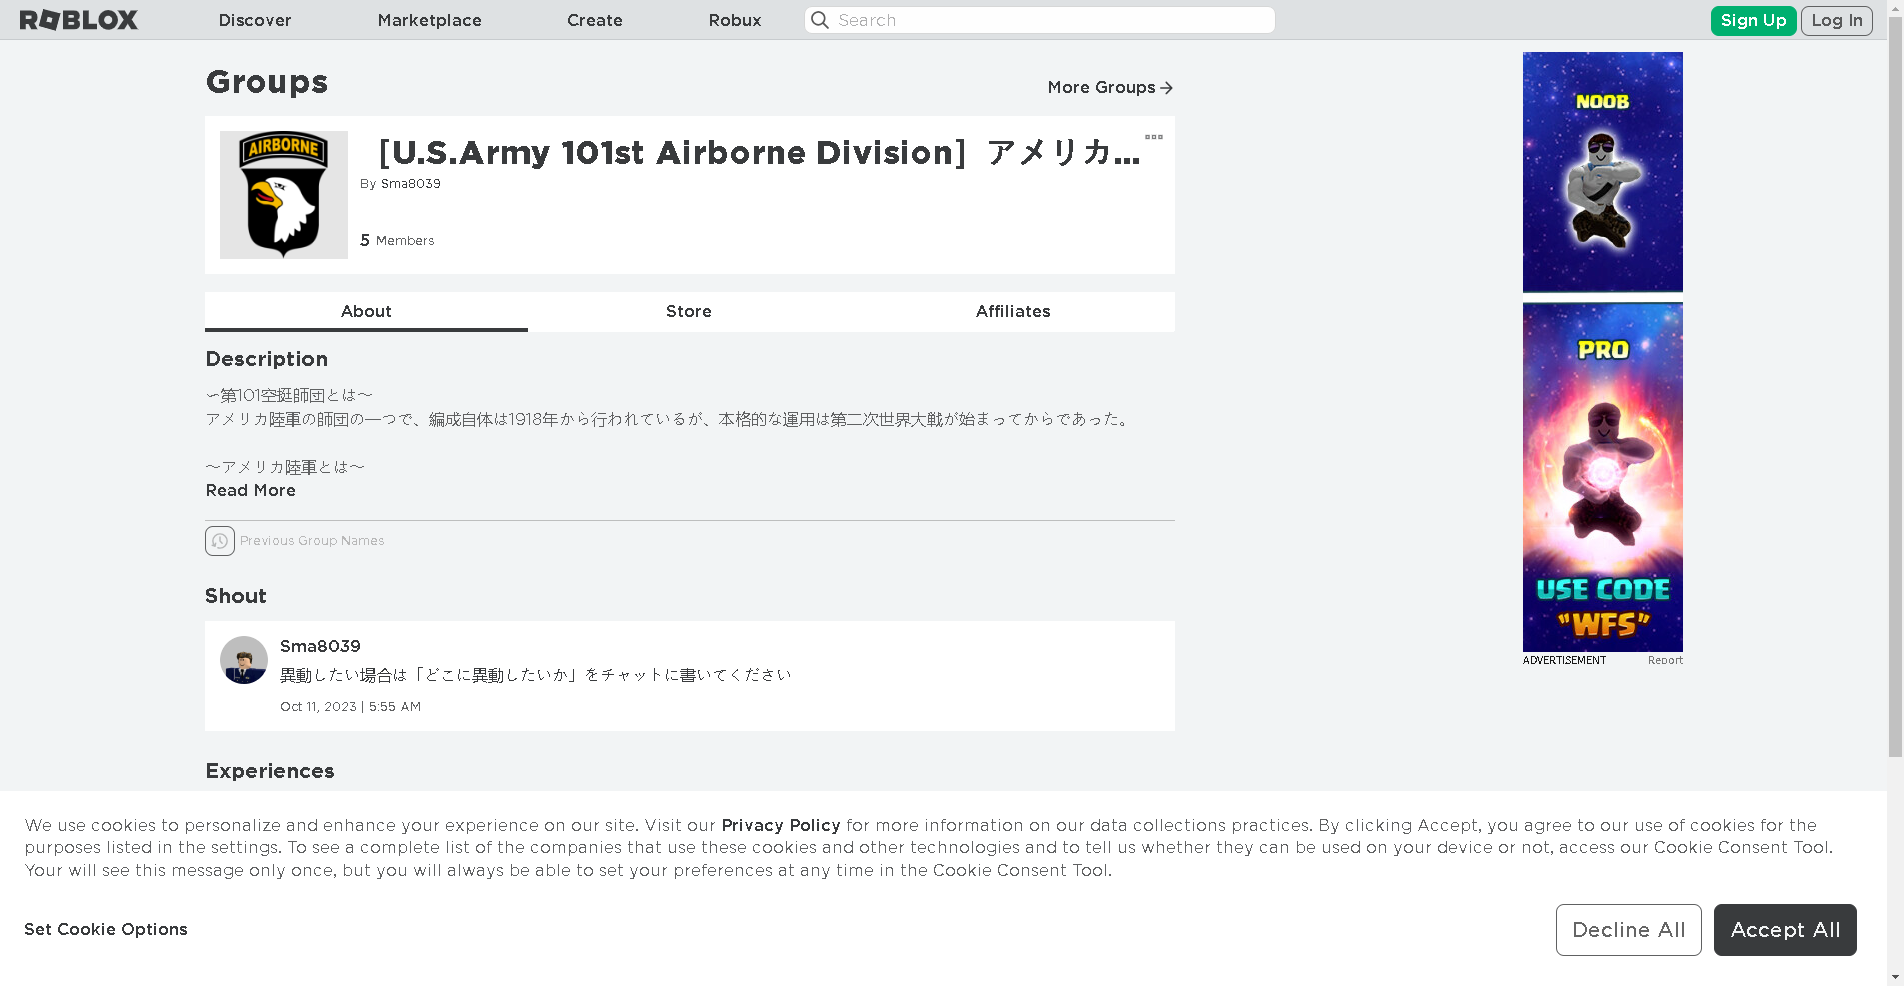 ROBLOX
Discover
Marketplace
Create
Robux
Search
Sign Up
Log In
Groups
More Groups
AIRBORNE
[U.S.Army 101st Airborne Division] アメリカ...
By Sma8039
5 Members
About
Store
Affiliates
Description
〜第101空挺師団とは〜
アメリカ陸軍の師団の一つで、編成自体は1918年から行われているが、本格的な運用は第二次世界大戦が始まってからであった。
〜アメリカ陸軍とは〜
Read More
Previous Group Names
Shout
Sma8039
異動したい場合は「どこに異動したいか」をチャットに書いてください
Oct 11, 2023 | 5:55 AM
Experiences
NOOB
PRO
USE CODE
"WFS"
ADVERTISEMENT
Report
We use cookies to personalize and enhance your experience on our site. Visit our Privacy Policy for more information on our data collections practices. By clicking Accept, you agree to our use of cookies for the
purposes listed in the settings. To see a complete list of the companies that use these cookies and other technologies and to tell us whether they can be used on your device or not, access our Cookie Consent Tool.
Your will see this message only once, but you will always be able to set your preferences at any time in the Cookie Consent Tool.
Set Cookie Options
Decline All
Accept All